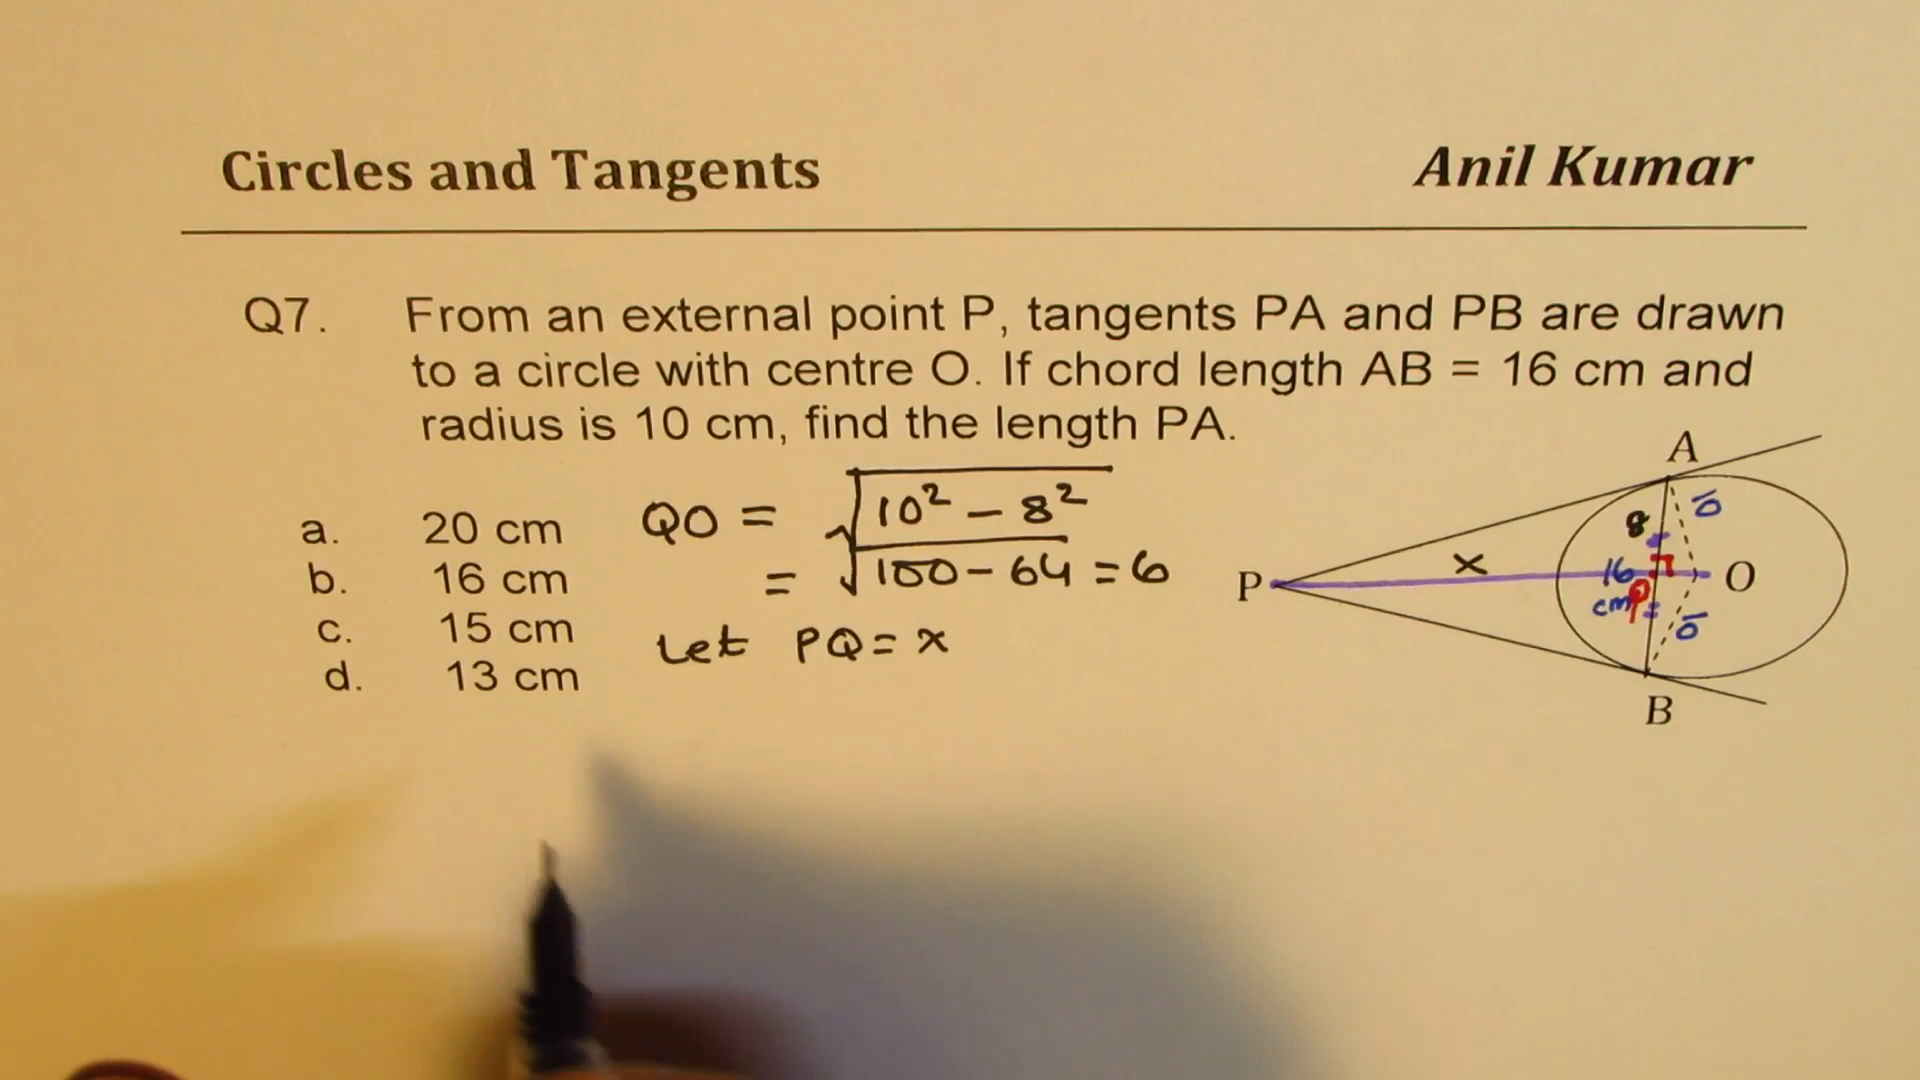 Circles and Tangents
Anil Kumar
Q7. From an external point P, tangents PA and PB are drawn
to a circle with centre O. If chord length AB = 16 cm and
radius is 10 cm, find the length PA.
a. 20 cm
b. 16 cm
c. 15 cm
d. 13 cm
QO = √(10² - 8²)
= √(100 - 64) = 6
Let PQ = x
A
8
10
x
P
16
cm
Q
O
10
B